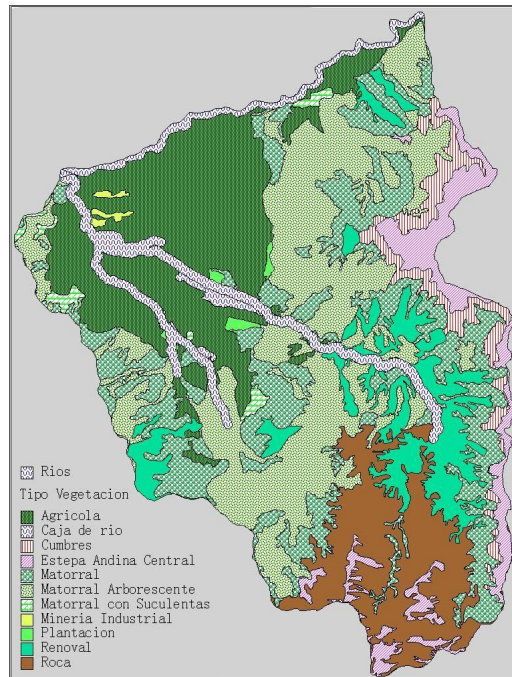 Rios
Tipo Vegetacion
Agricola
Caja de rio
Cumbres
Estepa Andina Central
Matorral
Matorral Arborescente
Matorral con Suculentas
Mineria Industrial
Plantacion
Renoval
Roca